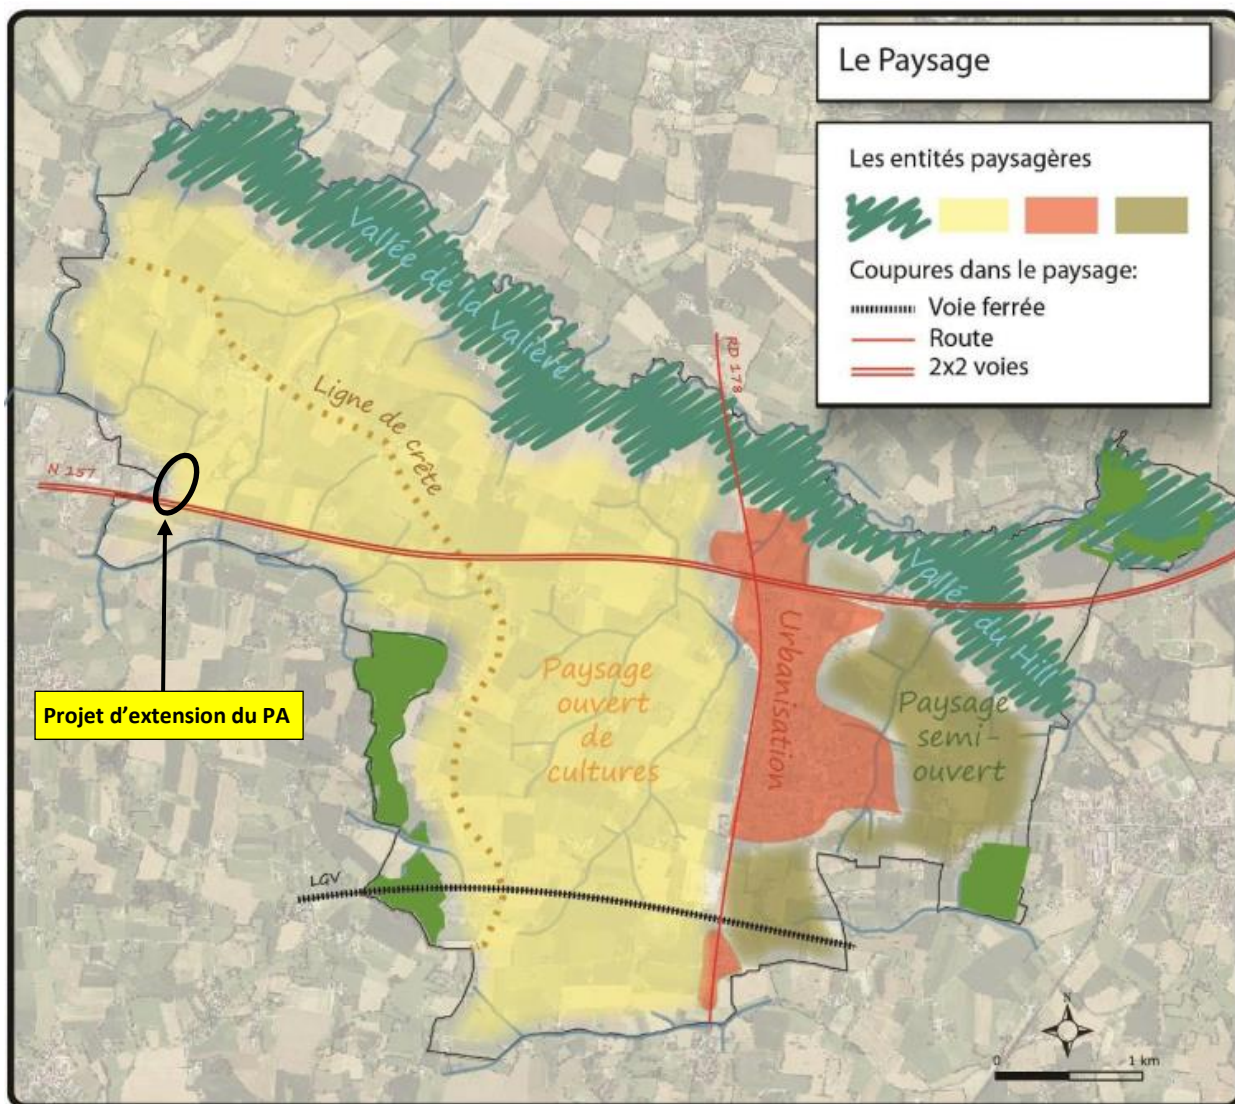 Le Paysage
Les entités paysagères
Coupures dans le paysage:
Voie ferrée
Route
2x2 voies
Vallée de la Valière
RD 178
Ligne de crête
N 157
Vallée du Hill
Projet d'extension du PA
Paysage
ouvert
de
cultures
Urbanisation
Paysage
semi-
ouvert
LGV
N
0
1 km